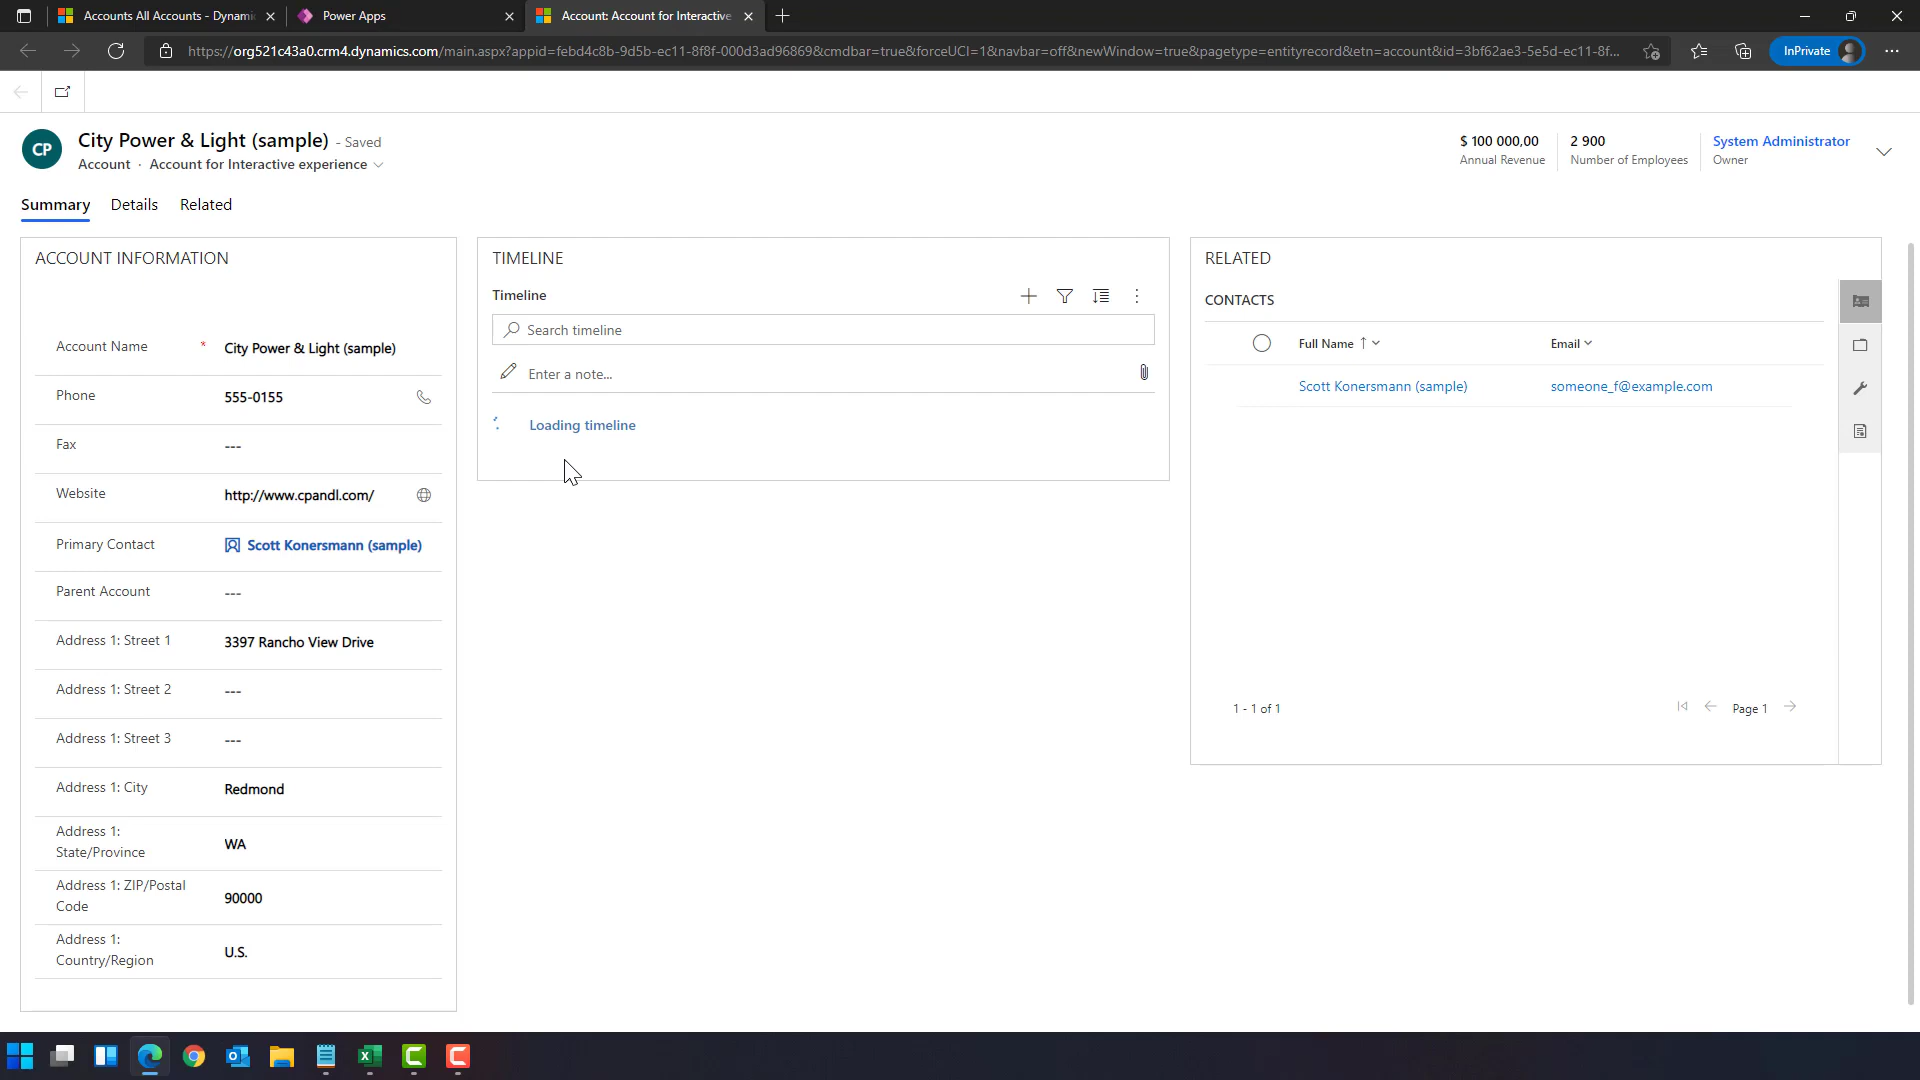 Accounts All Accounts - Dynamic
Power Apps
Account: Account for Interactive
https://org521c43a0.crm4.dynamics.com/main.aspx?appid=febd4c8b-9d5b-ec11-8f8f-000d3ad96869&cmdbar=true&forceUCI=1&navbar=off&newWindow=true&pagetype=entityrecord&etn=account&id=3bf62ae3-5e5d-ec11-8f...
InPrivate
CP
City Power & Light (sample) - Saved
Account · Account for Interactive experience
$ 100 000,00
Annual Revenue
2 900
Number of Employees
System Administrator
Owner
Summary
Details
Related
ACCOUNT INFORMATION
Account Name * City Power & Light (sample)
Phone 555-0155
Fax ---
Website http://www.cpandl.com/
Primary Contact Scott Konersmann (sample)
Parent Account ---
Address 1: Street 1 3397 Rancho View Drive
Address 1: Street 2 ---
Address 1: Street 3 ---
Address 1: City Redmond
Address 1:
State/Province WA
Address 1: ZIP/Postal
Code 90000
Address 1:
Country/Region U.S.
TIMELINE
Timeline
Search timeline
Enter a note...
Loading timeline
RELATED
CONTACTS
Full Name ↑ Email
Scott Konersmann (sample) someone_f@example.com
1 - 1 of 1
Page 1